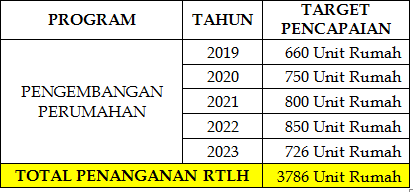 PROGRAM TAHUN TARGET
PENCAPAIAN
2019 660 Unit Rumah
2020 750 Unit Rumah
PENGEMBANGAN
PERUMAHAN
2021 800 Unit Rumah
2022 850 Unit Rumah
2023 726 Unit Rumah
TOTAL PENANGANAN RTLH 3786 Unit Rumah